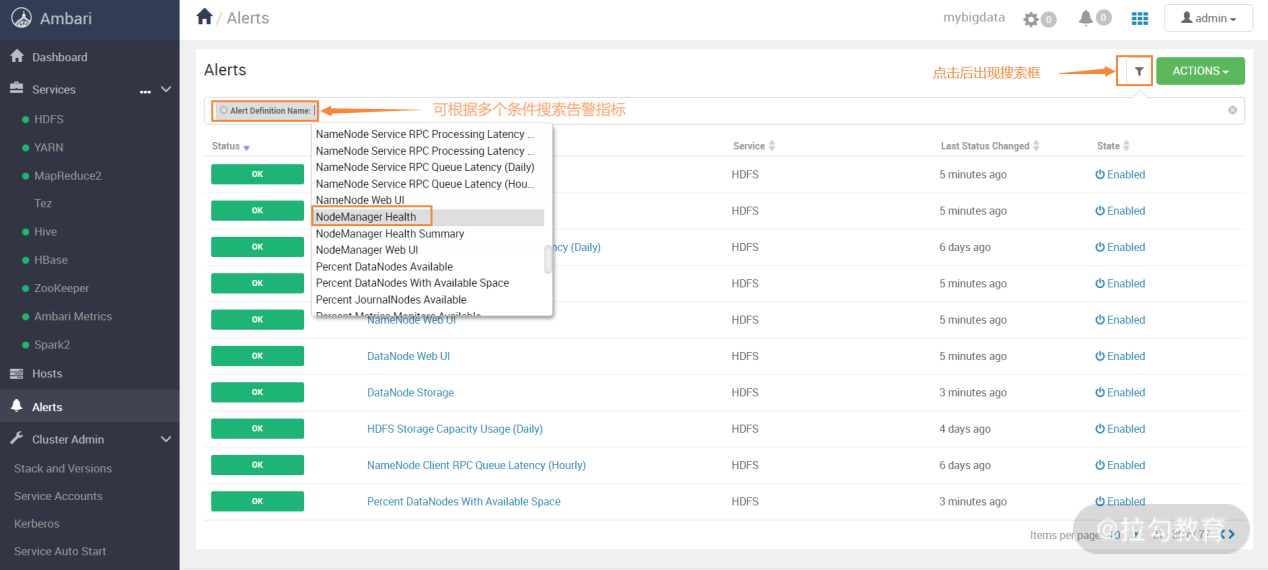 Ambari
/ Alerts
mybigdata
0
0
admin
Dashboard
Services
...
HDFS
YARN
MapReduce2
Tez
Hive
HBase
ZooKeeper
Ambari Metrics
Spark2
Hosts
Alerts
Cluster Admin
Stack and Versions
Service Accounts
Kerberos
Service Auto Start
Alerts
点击后出现搜索框
ACTIONS
Alert Definition Name:
可根据多个条件搜索告警指标
NameNode Service RPC Processing Latency ...
NameNode Service RPC Processing Latency ...
NameNode Service RPC Queue Latency (Daily)
NameNode Service RPC Queue Latency (Hou...
NameNode Web UI
NodeManager Health
NodeManager Health Summary
NodeManager Web UI
Percent DataNodes Available
Percent DataNodes With Available Space
Percent JournalNodes Available
Percent Metrics Monitors Available
Status Service Last Status Changed State
OK HDFS 5 minutes ago Enabled
OK HDFS 5 minutes ago Enabled
OK (Daily) HDFS 6 days ago Enabled
OK HDFS 5 minutes ago Enabled
OK NameNode Web UI HDFS 5 minutes ago Enabled
OK DataNode Web UI HDFS 5 minutes ago Enabled
OK DataNode Storage HDFS 3 minutes ago Enabled
OK HDFS Storage Capacity Usage (Daily) HDFS 4 days ago Enabled
OK NameNode Client RPC Queue Latency (Hourly) HDFS 6 days ago Enabled
OK Percent DataNodes With Available Space HDFS 3 minutes ago Enabled
Items per page: 10
@拉勾教育